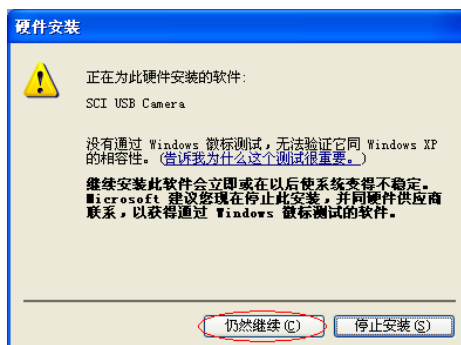 硬件安装
正在为此硬件安装的软件:
SCI USB Camera
没有通过 Windows 徽标测试，无法验证它同 Windows XP
的相容性。(告诉我为什么这个测试很重要。)
继续安装此软件会立即或在以后使系统变得不稳定。
Microsoft 建议您现在停止此安装，并同硬件供应商
联系，以获得通过 Windows 徽标测试的软件。
仍然继续(C) 停止安装(S)